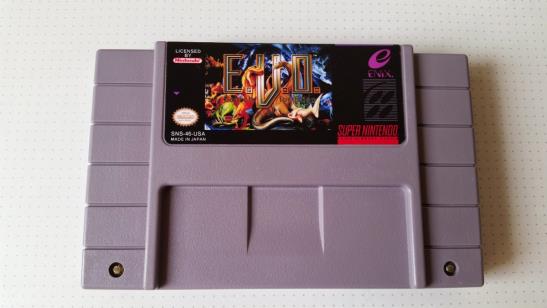 LICENSED
BY
Nintendo
E.V.O.
ENIX
SNS-46-USA
MADE IN JAPAN
SUPER NINTENDO